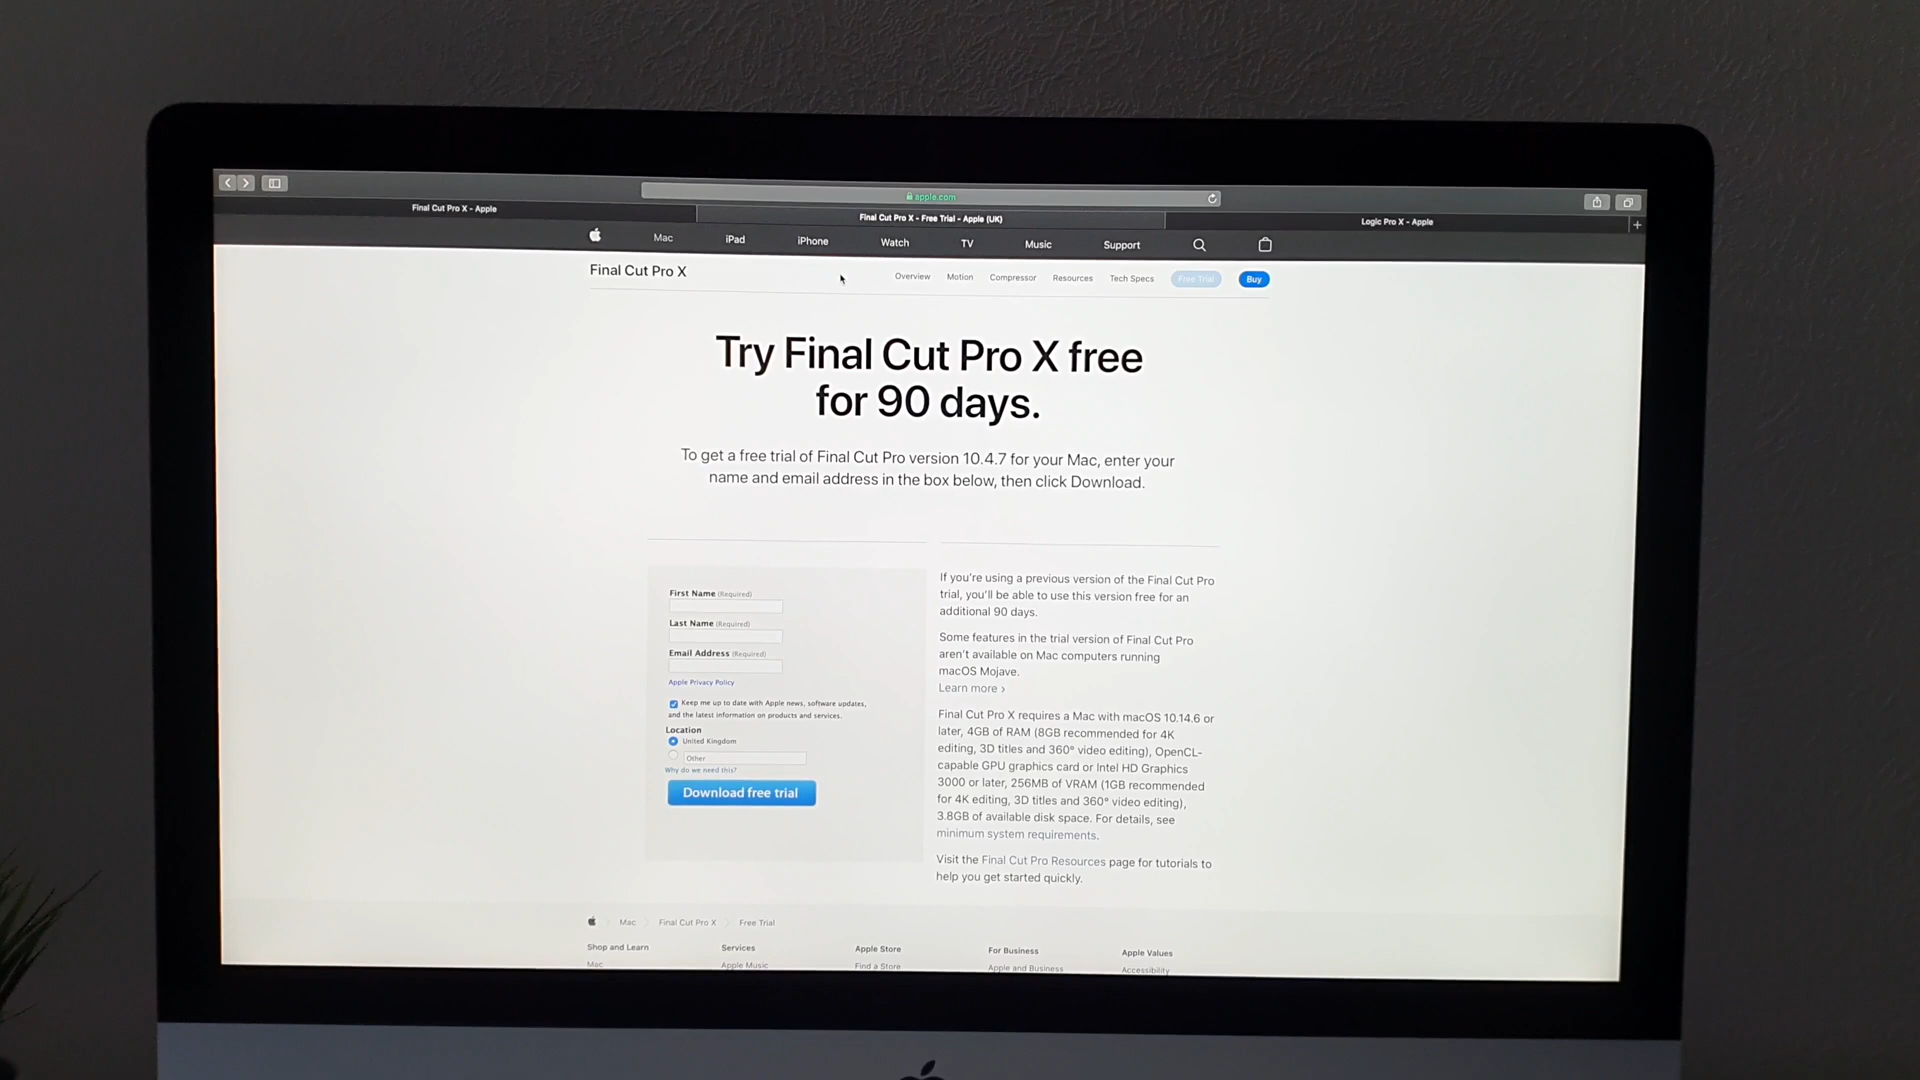 apple.com
Final Cut Pro X - Apple
Final Cut Pro X - Free Trial - Apple (UK)
Logic Pro X - Apple
Mac
iPad
iPhone
Watch
TV
Music
Support
Final Cut Pro X
Overview
Motion
Compressor
Resources
Tech Specs
Free Trial
Buy
Try Final Cut Pro X free
for 90 days.
To get a free trial of Final Cut Pro version 10.4.7 for your Mac, enter your
name and email address in the box below, then click Download.
First Name (Required)
Last Name (Required)
Email Address (Required)
Apple Privacy Policy
Keep me up to date with Apple news, software updates,
and the latest information on products and services.
Location
United Kingdom
Other
Why do we need this?
Download free trial
If you're using a previous version of the Final Cut Pro
trial, you'll be able to use this version free for an
additional 90 days.
Some features in the trial version of Final Cut Pro
aren't available on Mac computers running
macOS Mojave.
Learn more ›
Final Cut Pro X requires a Mac with macOS 10.14.6 or
later, 4GB of RAM (8GB recommended for 4K
editing, 3D titles and 360° video editing), OpenCL-
capable GPU graphics card or Intel HD Graphics
3000 or later, 256MB of VRAM (1GB recommended
for 4K editing, 3D titles and 360° video editing),
3.8GB of available disk space. For details, see
minimum system requirements.
Visit the Final Cut Pro Resources page for tutorials to
help you get started quickly.
Mac
Final Cut Pro X
Free Trial
Shop and Learn
Mac
Services
Apple Music
Apple Store
Find a Store
For Business
Apple and Business
Apple Values
Accessibility